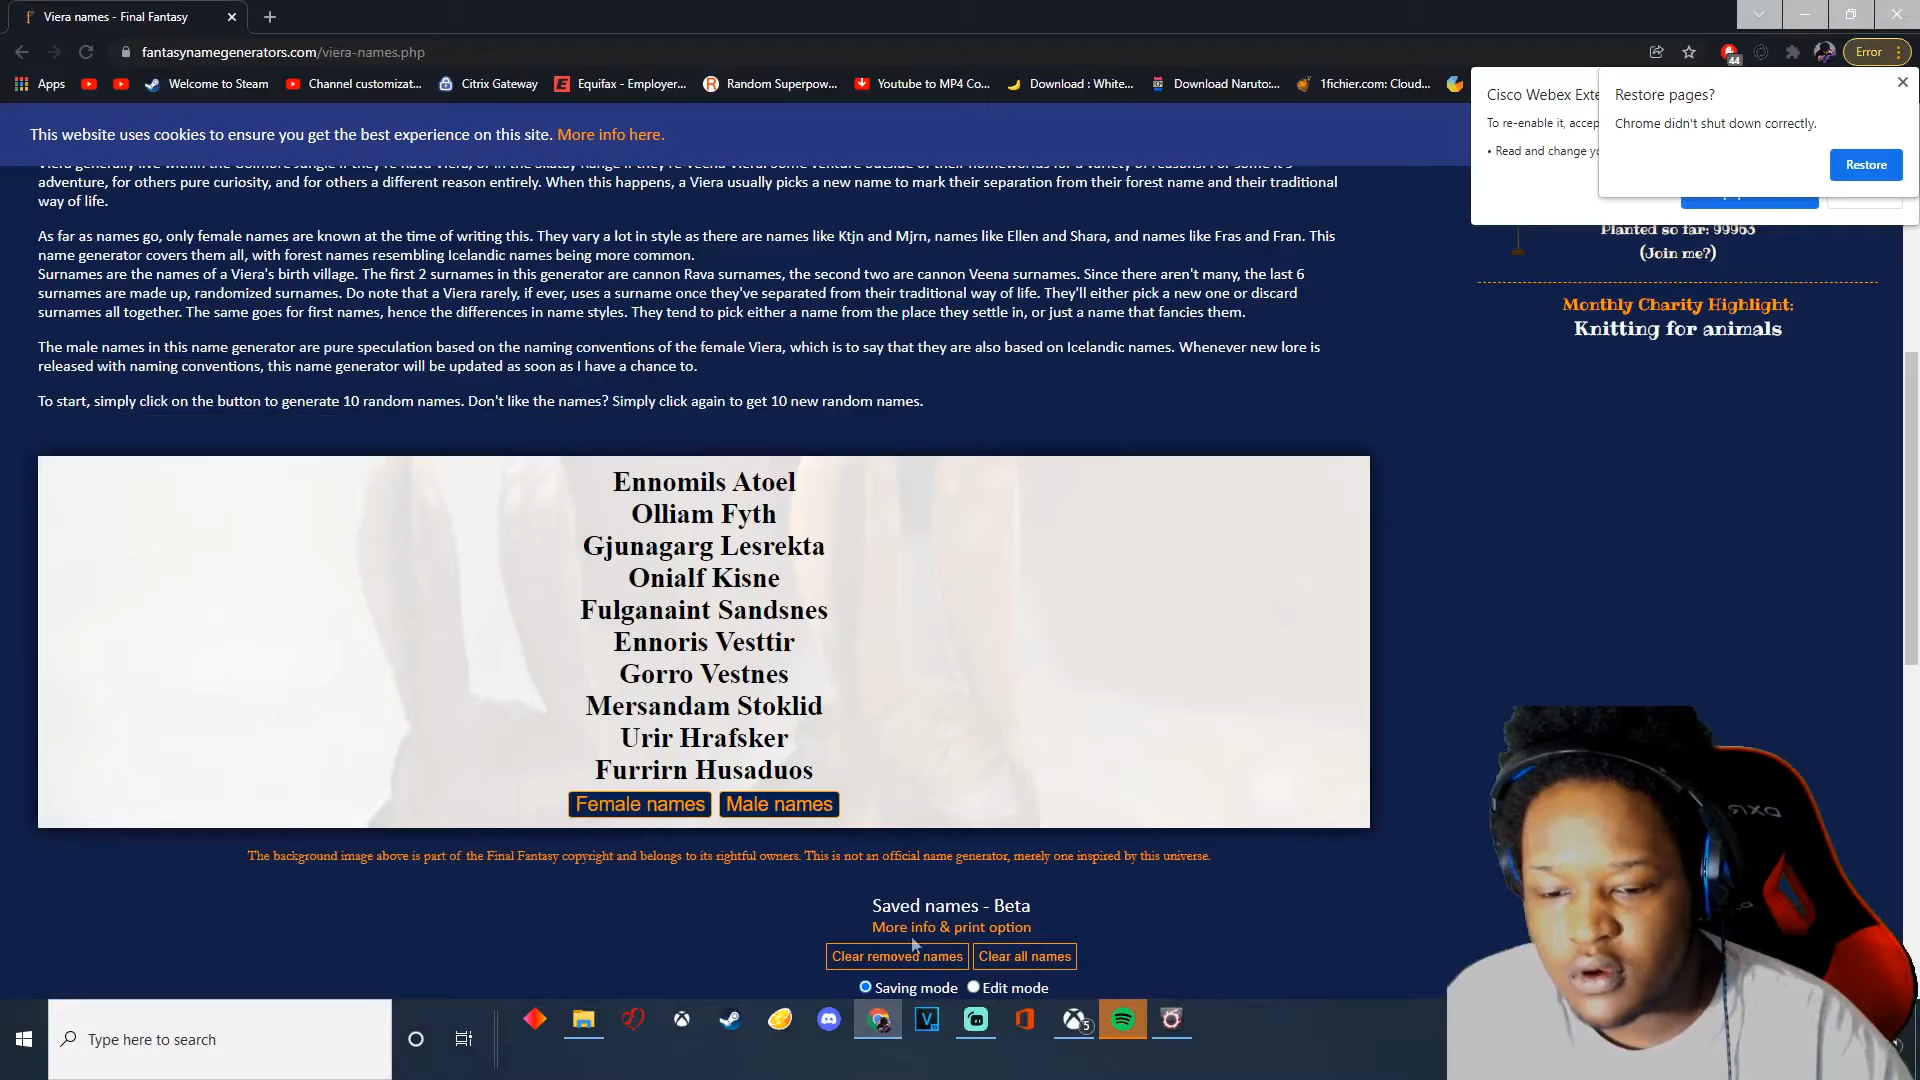 Viera names - Final Fantasy
fantasynamegenerators.com/viera-names.php
Error
44
Apps
Welcome to Steam
Channel customizat...
Citrix Gateway
Equifax - Employer...
Random Superpow...
Youtube to MP4 Co...
Download : White...
Download Naruto:...
1fichier.com: Cloud...
This website uses cookies to ensure you get the best experience on this site. More info here.
Cisco Webex Exte
To re-enable it, accep
• Read and change yo
Restore pages?
Chrome didn't shut down correctly.
Restore
adventure, for others pure curiosity, and for others a different reason entirely. When this happens, a Viera usually picks a new name to mark their separation from their forest name and their traditional
way of life.
As far as names go, only female names are known at the time of writing this. They vary a lot in style as there are names like Ktjn and Mjrn, names like Ellen and Shara, and names like Fras and Fran. This
name generator covers them all, with forest names resembling Icelandic names being more common.
Surnames are the names of a Viera's birth village. The first 2 surnames in this generator are cannon Rava surnames, the second two are cannon Veena surnames. Since there aren't many, the last 6
surnames are made up, randomized surnames. Do note that a Viera rarely, if ever, uses a surname once they've separated from their traditional way of life. They'll either pick a new one or discard
surnames all together. The same goes for first names, hence the differences in name styles. They tend to pick either a name from the place they settle in, or just a name that fancies them.
The male names in this name generator are pure speculation based on the naming conventions of the female Viera, which is to say that they are also based on Icelandic names. Whenever new lore is
released with naming conventions, this name generator will be updated as soon as I have a chance to.
To start, simply click on the button to generate 10 random names. Don't like the names? Simply click again to get 10 new random names.
Planted so far: 99963
(Join me?)
Monthly Charity Highlight:
Knitting for animals
Ennomils Atoel
Olliam Fyth
Gjunagarg Lesrekta
Onialf Kisne
Fulganaint Sandsnes
Ennoris Vesttir
Gorro Vestnes
Mersandam Stoklid
Urir Hrafsker
Furrirn Husaduos
Female names
Male names
The background image above is part of the Final Fantasy copyright and belongs to its rightful owners. This is not an official name generator, merely one inspired by this universe.
Saved names - Beta
More info & print option
Clear removed names
Clear all names
Saving mode
Edit mode
Type here to search
5
DXR